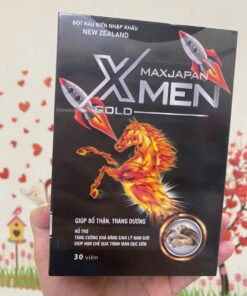 BỘT HÀU BIỂN NHẬP KHẨU
NEW ZEALAND
MAXJAPAN
XMEN
GOLD
GIÚP BỔ THẬN, TRÁNG DƯƠNG
HỖ TRỢ
TĂNG CƯỜNG KHẢ NĂNG SINH LÝ NAM GIỚI
GIÚP HẠN CHẾ QUÁ TRÌNH MÃN DỤC SỚM
30 viên